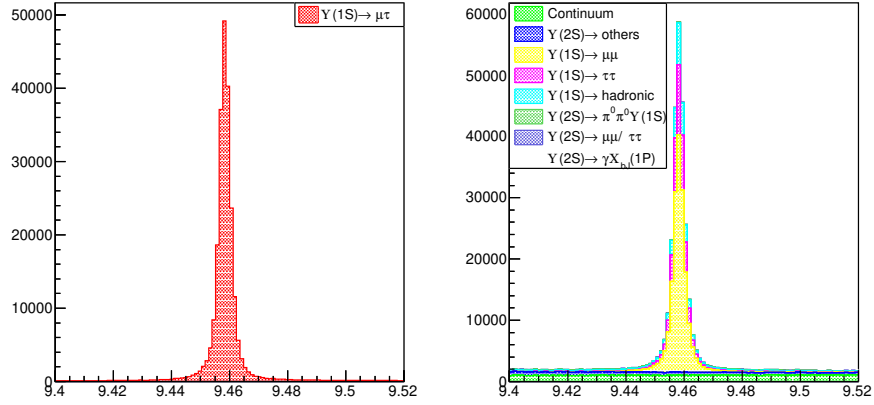 50000
40000
30000
20000
10000
0
9.4 9.42 9.44 9.46 9.48 9.5 9.52
Υ(1S)→ μτ
60000
50000
40000
30000
20000
10000
0
9.4 9.42 9.44 9.46 9.48 9.5 9.52
Continuum
Υ(2S)→ others
Υ(1S)→ μμ
Υ(1S)→ ττ
Υ(1S)→ hadronic
Υ(2S)→ π⁰π⁰Υ(1S)
Υ(2S)→ μμ/ ττ
Υ(2S)→ γΧ_bJ(1P)